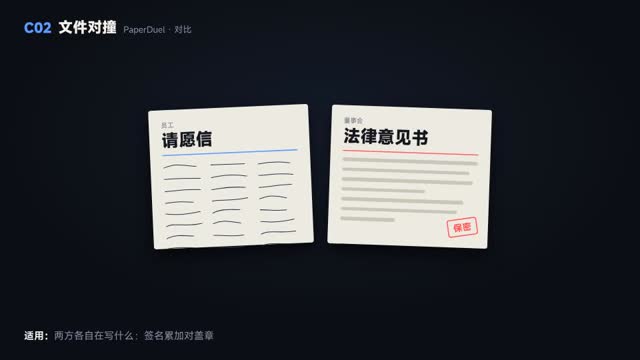 C02 文件对撞 PaperDuel · 对比
员工
请愿信
董事会
法律意见书
保密
适用：两方各自在写什么：签名累加对盖章